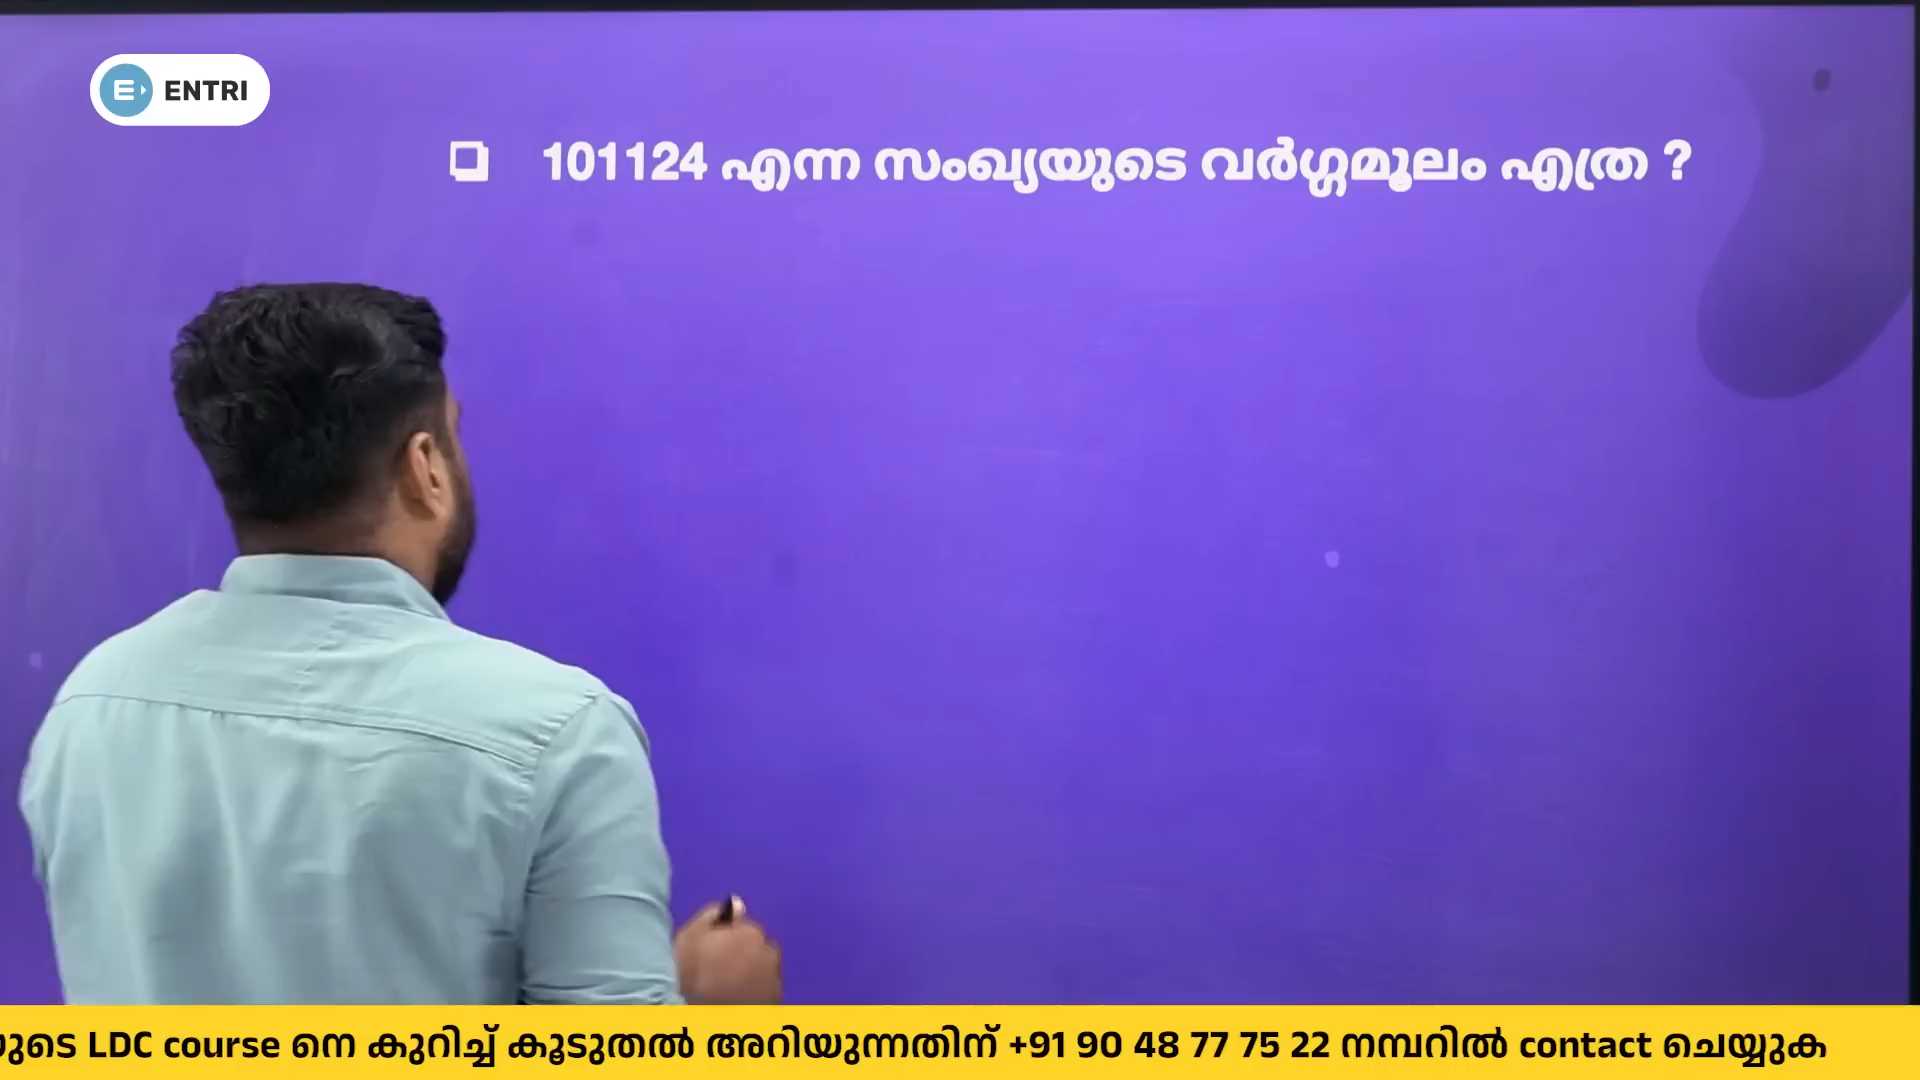 ENTRI
101124 എന്ന സംഖ്യയുടെ വർഗ്ഗമൂലം എത്ര ?
LDC course നെ കുറിച്ച് കൂടുതൽ അറിയുന്നതിന് +91 90 48 77 75 22 നമ്പറിൽ contact ചെയ്യുക